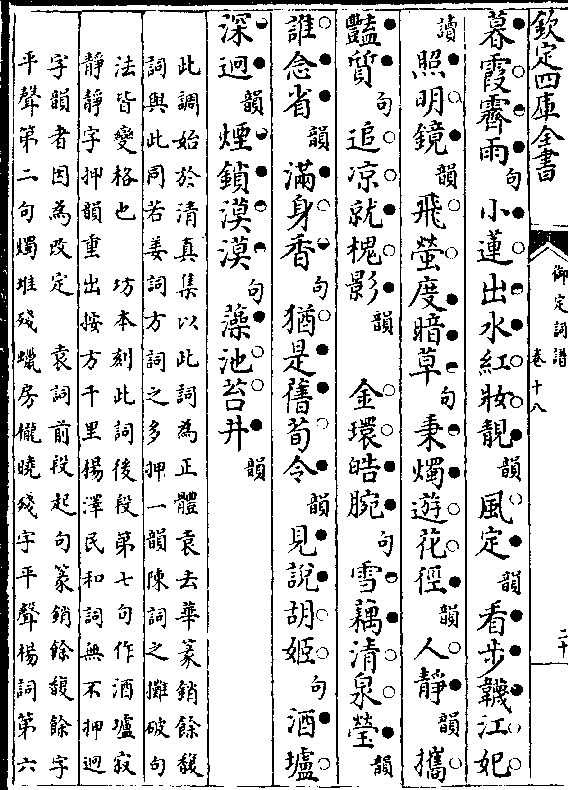 欽定四庫全書
御定詞譜
卷十八
二十
暮霞霽雨句小蓮出水紅妝靚韻風定韻看步韈江妃
讀照明鏡韻飛螢度暗草句秉燭遊花徑韻人靜韻攜
豔質句追凉就槐影韻　金環皓腕句雪藕清泉瑩韻
誰念省韻滿身香句猶是舊荀令韻見說胡姬句酒壚
深迥韻煙鎖漠漠句藻池苔井韻
此調始於清真集以此詞為正體袁去華篆銷餘馥
詞與此同若姜詞方詞之多押一韻陳詞之攤破句
法皆變格也　坊本刻此詞後段第七句作酒壚寂
靜靜字押韻重出按方千里楊澤民和詞無不押迥
字韻者因為改定　袁詞前段起句篆銷餘馥餘字
平聲第二句燭堆殘蠟房櫳曉殘字平聲楊詞第六